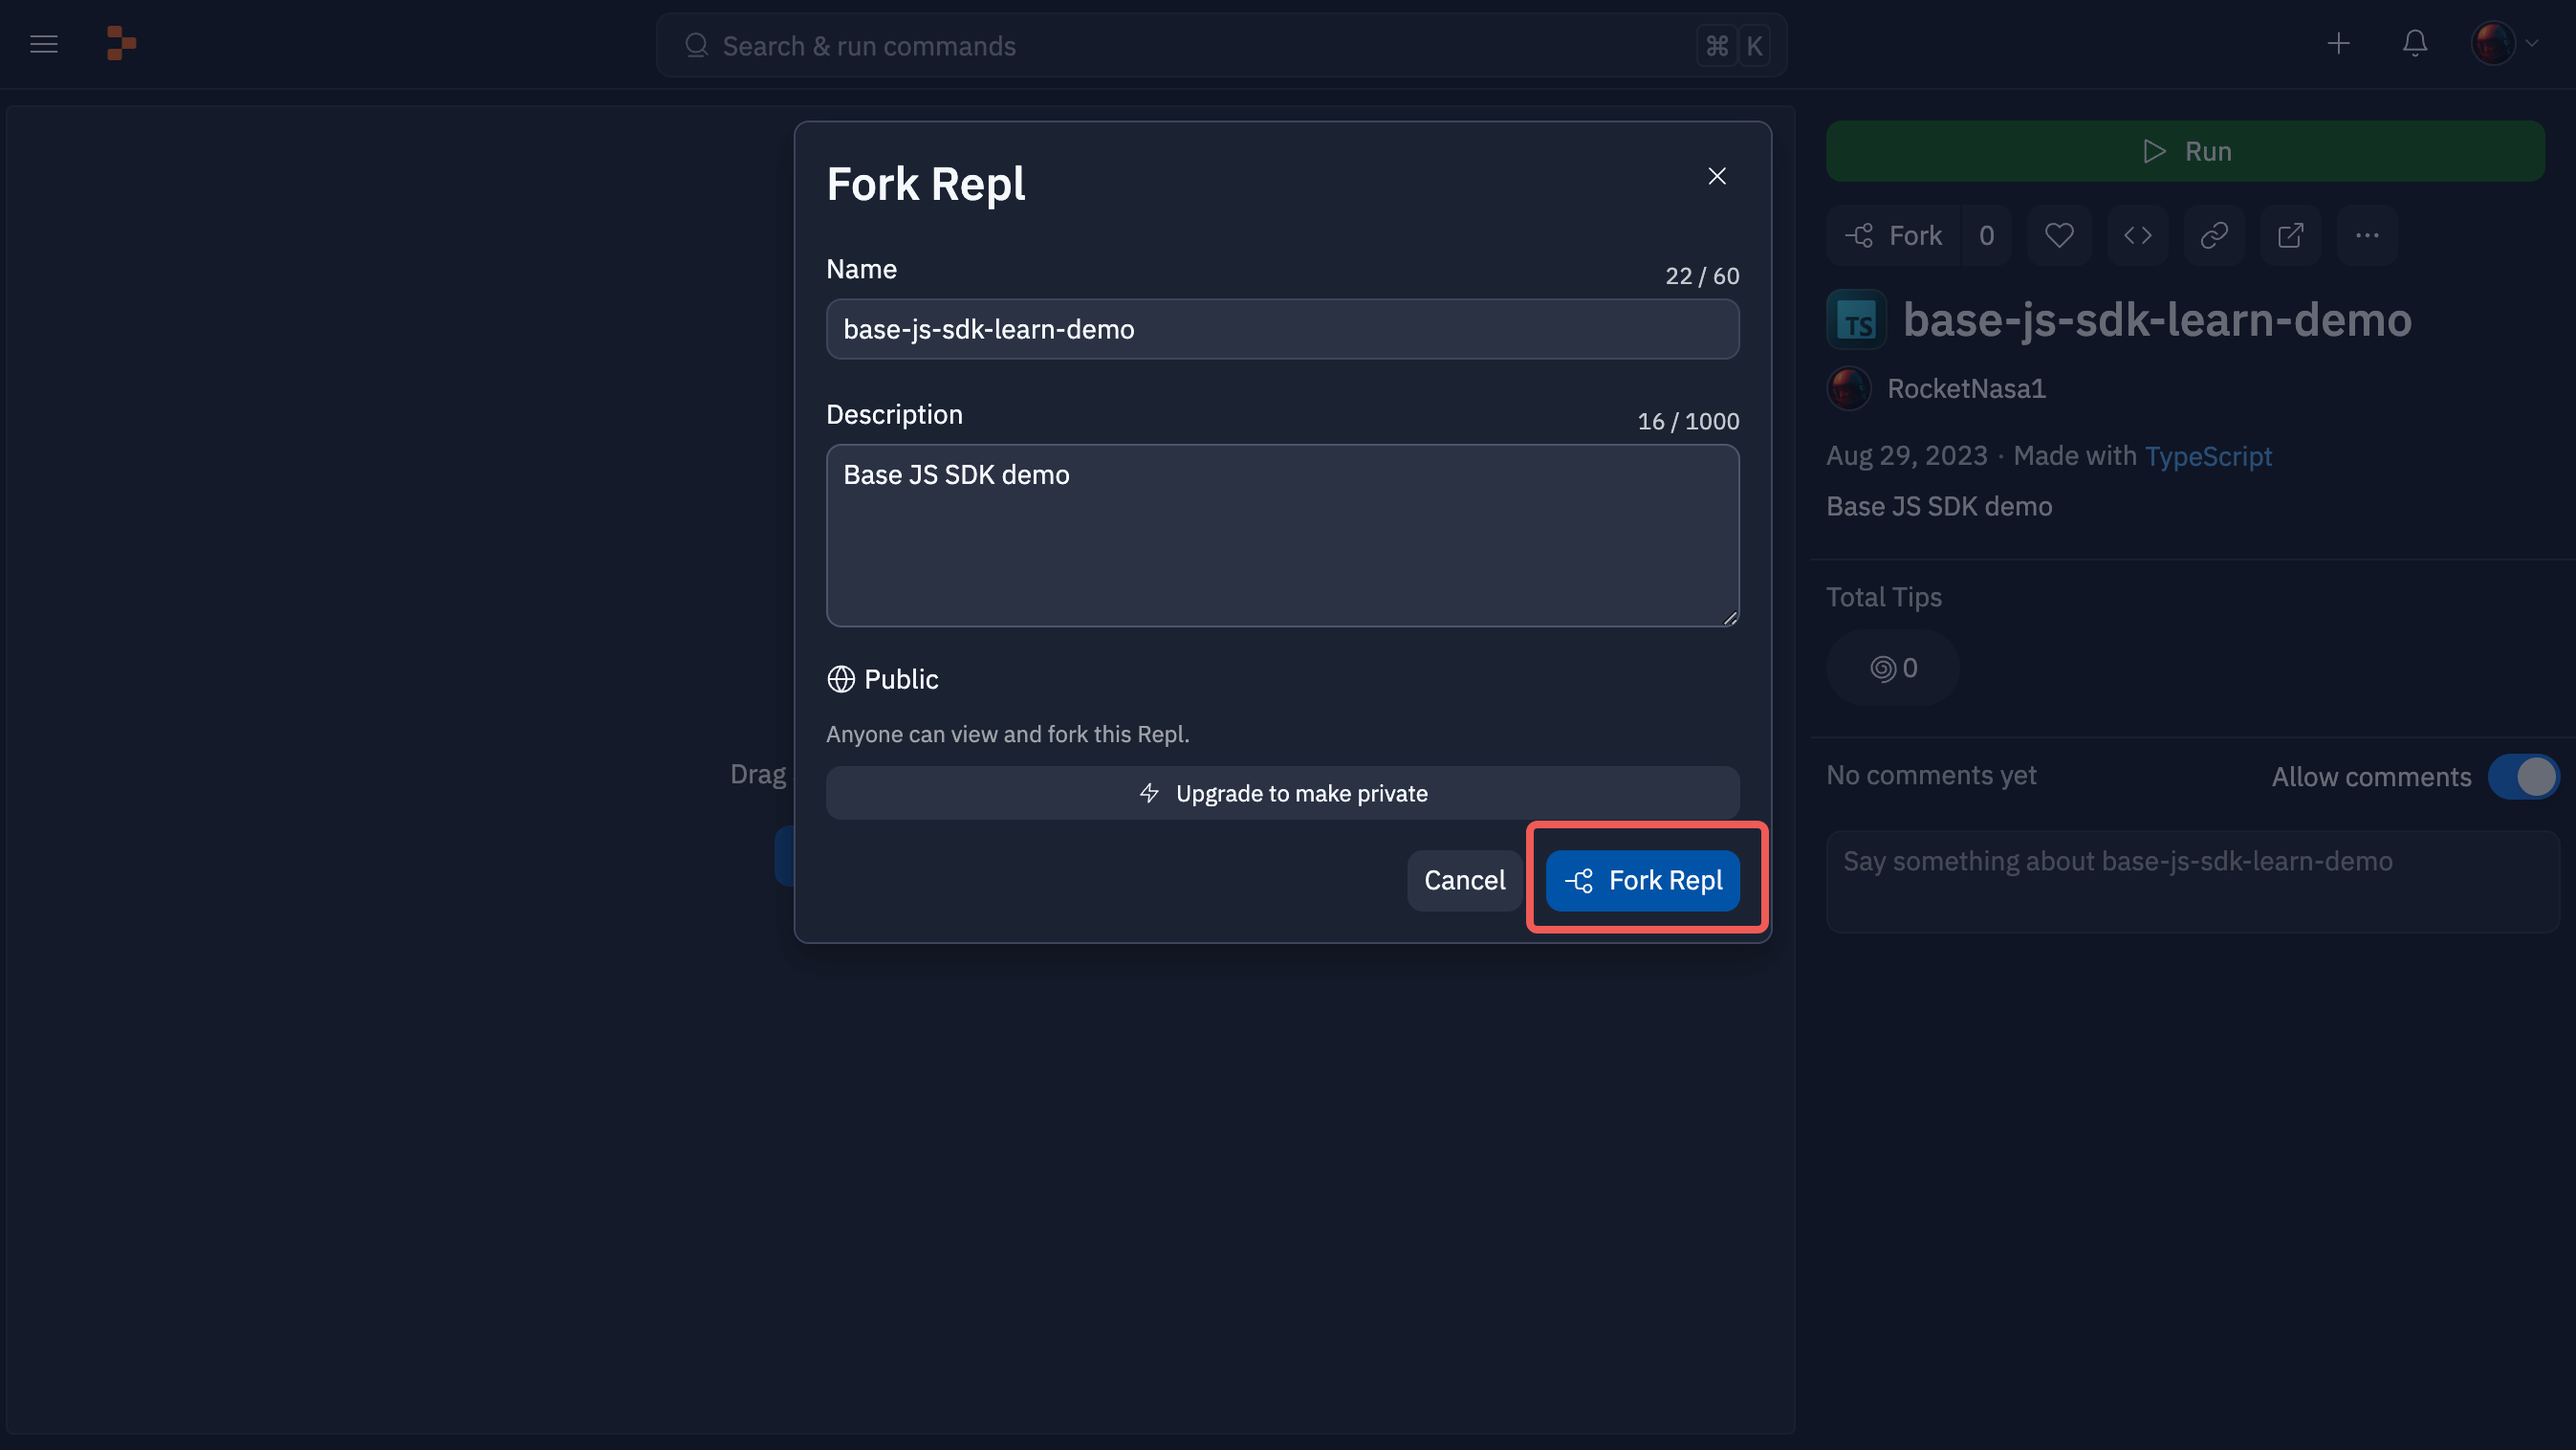 Search & run commands
⌘ K
Fork Repl
Name
22 / 60
base-js-sdk-learn-demo
Description
16 / 1000
Base JS SDK demo
Public
Anyone can view and fork this Repl.
Upgrade to make private
Cancel
Fork Repl
Drag
Run
Fork 0
TS
base-js-sdk-learn-demo
RocketNasa1
Aug 29, 2023 · Made with TypeScript
Base JS SDK demo
Total Tips
0
No comments yet
Allow comments
Say something about base-js-sdk-learn-demo